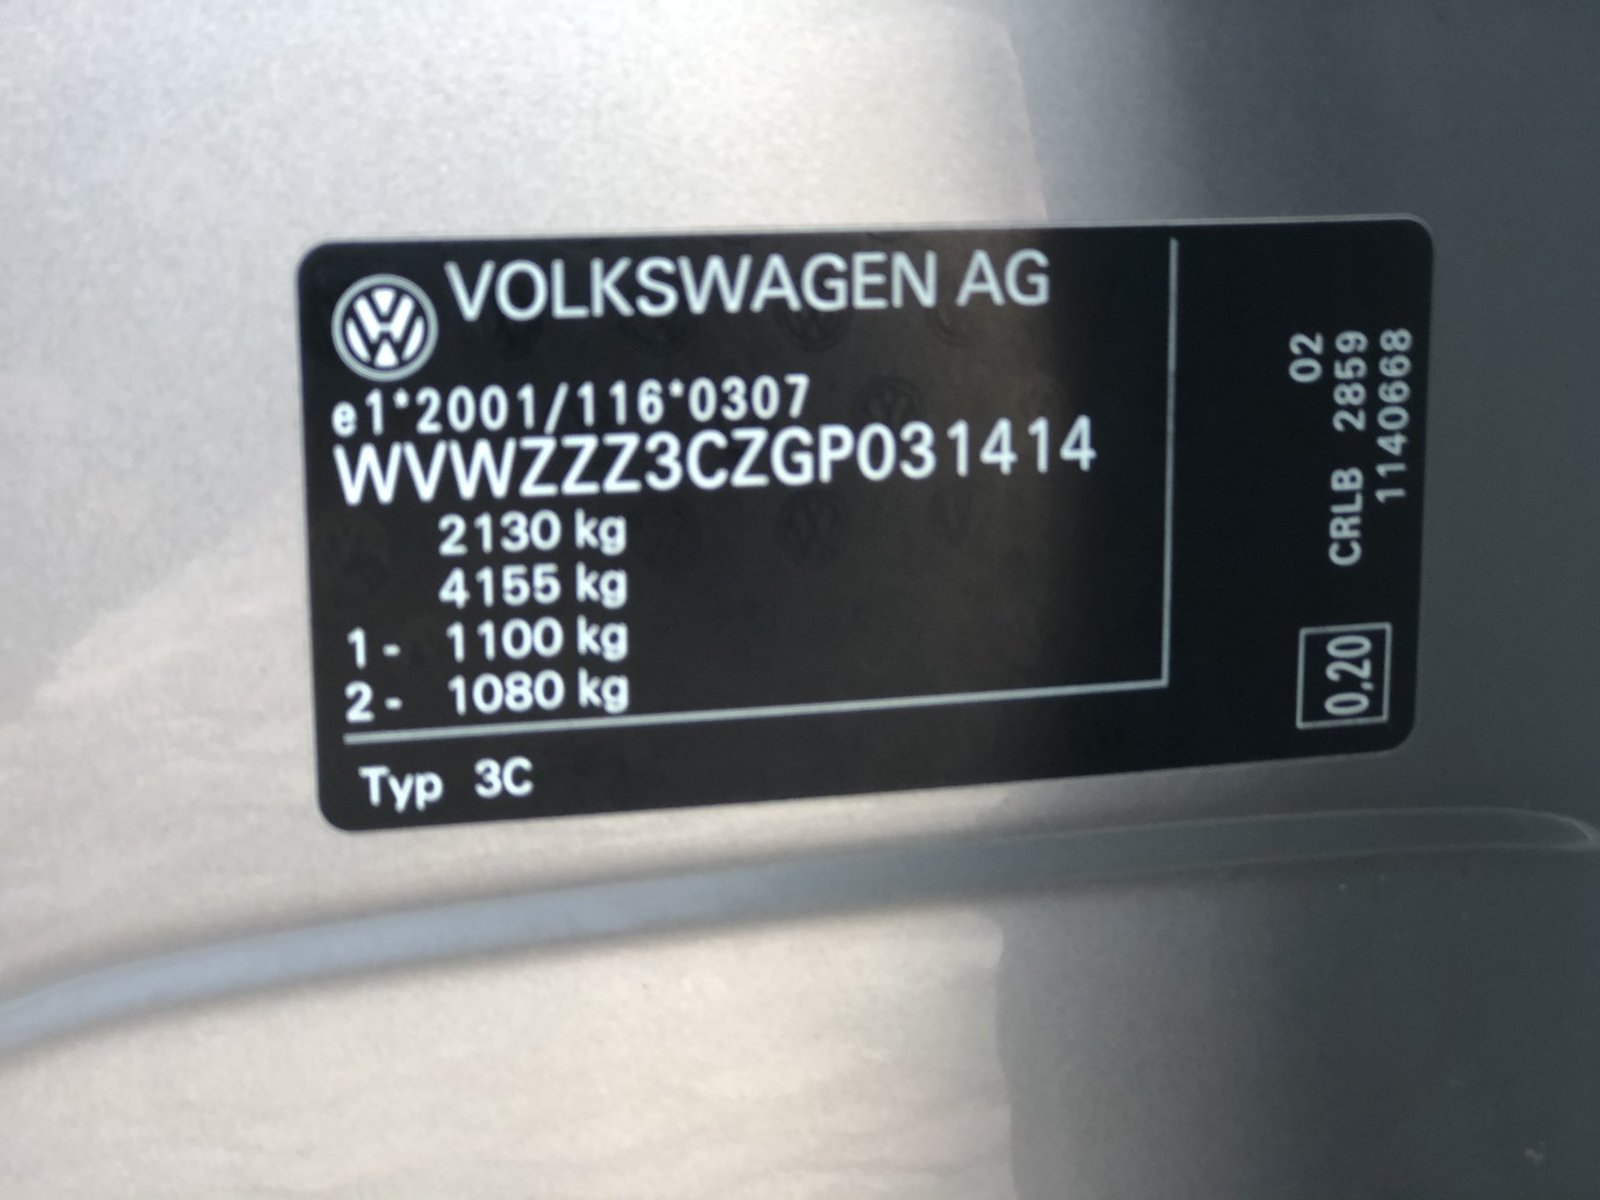 VOLKSWAGEN AG
e1*2001/116*0307
WVWZZZ3CZGP031414
2130 kg
4155 kg
1- 1100 kg
2- 1080 kg
Typ 3C
02
CRLB 2859
1140668
0,20